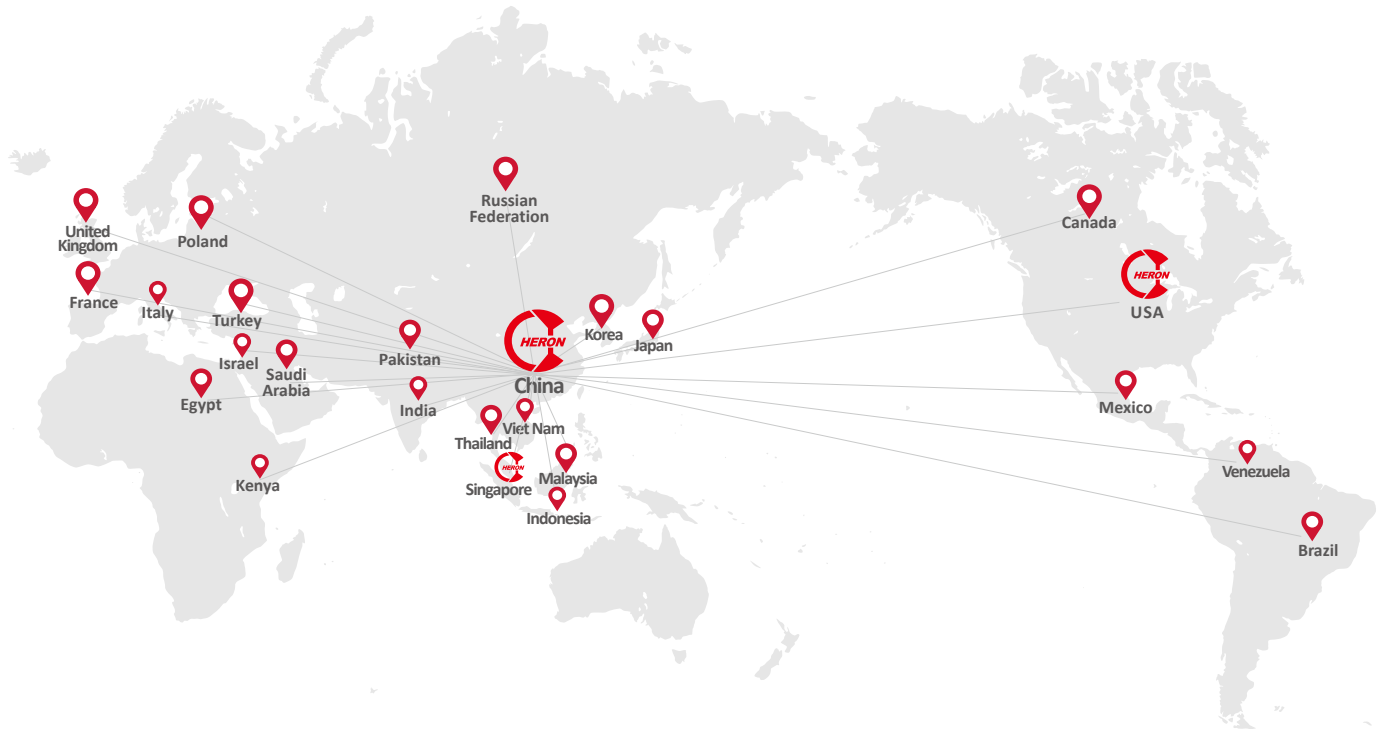 Russian
Federation
Canada
United
Kingdom
Poland
HERON
USA
France
Italy
Turkey
Korea
Japan
HERON
Pakistan
Israel
Saudi
Arabia
China
Egypt
India
Mexico
Viet Nam
Thailand
HERON
Singapore
Malaysia
Venezuela
Kenya
Indonesia
Brazil